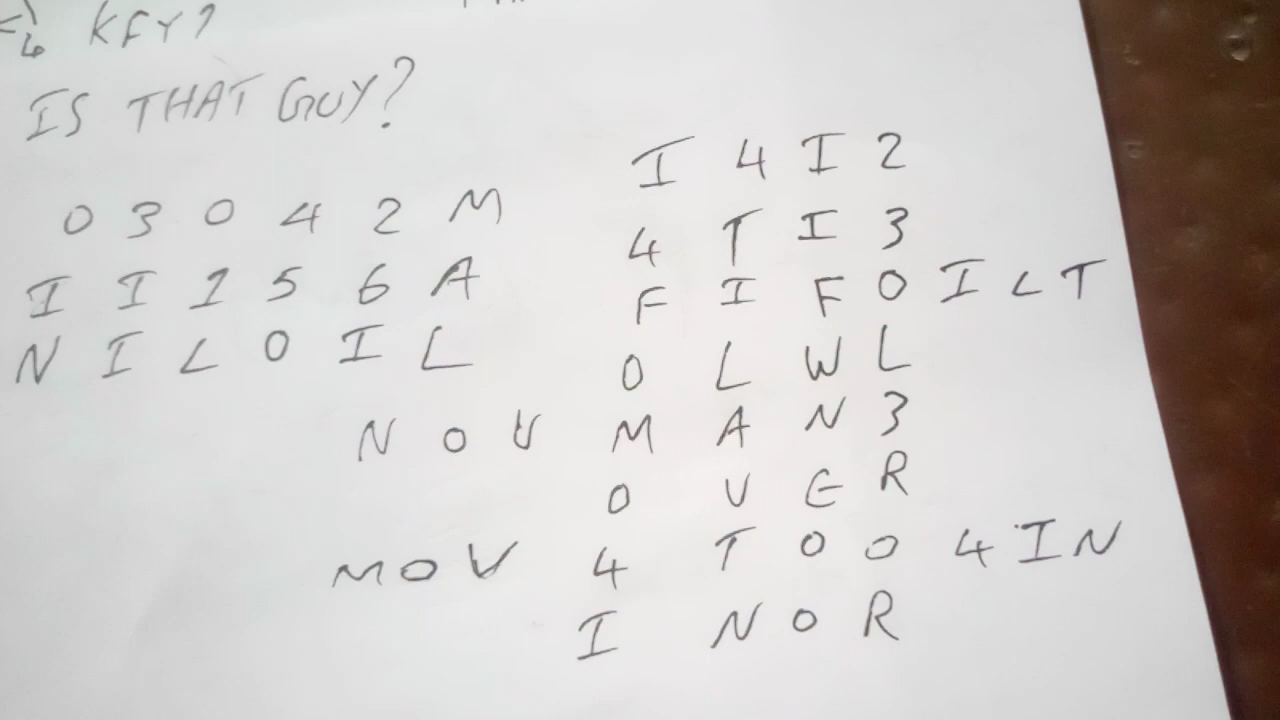 KEY?
IS THAT GUY?
I 4 I 2
0 3 0 4 2 M
4 T I 3
I I 1 5 6 A
F I F O I L T
N I L O I L
O L W L
N O V M A N 3
O V E R
M O V 4 T O O 4 I N
I N O R